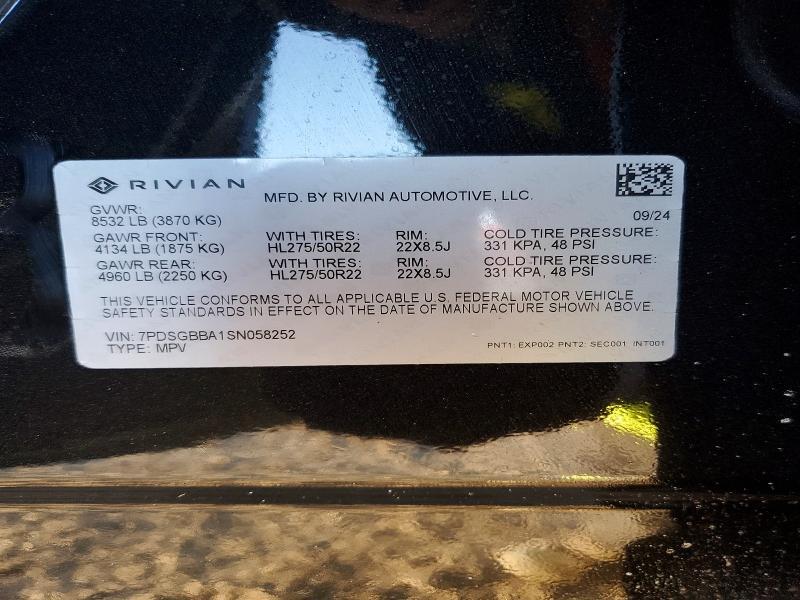 RIVIAN
MFD. BY RIVIAN AUTOMOTIVE, LLC.
09/24
GVWR:
8532 LB (3870 KG)
GAWR FRONT: WITH TIRES: RIM: COLD TIRE PRESSURE:
4134 LB (1875 KG) HL275/50R22 22X8.5J 331 KPA, 48 PSI
GAWR REAR: WITH TIRES: RIM: COLD TIRE PRESSURE:
4960 LB (2250 KG) HL275/50R22 22X8.5J 331 KPA, 48 PSI
THIS VEHICLE CONFORMS TO ALL APPLICABLE U.S. FEDERAL MOTOR VEHICLE
SAFETY STANDARDS IN EFFECT ON THE DATE OF MANUFACTURE SHOWN ABOVE.
VIN: 7PDSGBBA1SN058252
TYPE: MPV
PNT1: EXP002 PNT2: SEC001 INT001